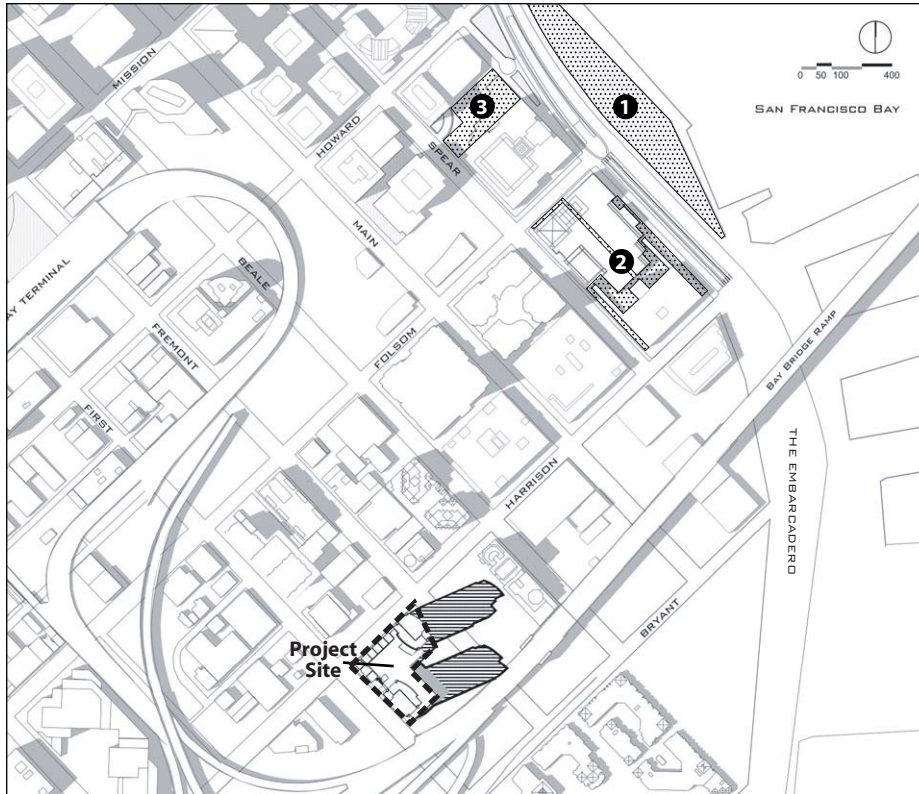 MISSION
1
0 50 100 400
SAN FRANCISCO BAY
3
HOWARD
SPEAR
MAIN
2
BEALE
AY TERMINAL
FREMONT
FOLSOM
BAY BRIDGE RAMP
FIRST
HARRISON
THE EMBARCADERO
BRYANT
Project
Site